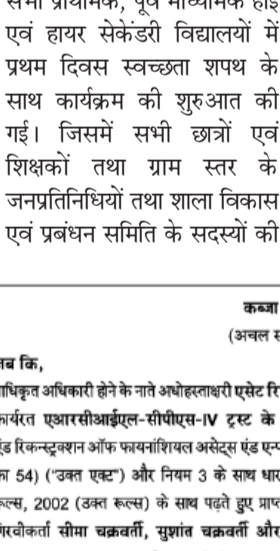 सभी प्राथमिक, पूर्व माध्यमिक हाई
एवं हायर सेकेंडरी विद्यालयों में
प्रथम दिवस स्वच्छता शपथ के
साथ कार्यक्रम की शुरुआत की
गई। जिसमें सभी छात्रों एवं
शिक्षकों तथा ग्राम स्तर के
जनप्रतिनिधियों तथा शाला विकास
एवं प्रबंधन समिति के सदस्यों की
कब्जा
(अचल स
जब कि,
ाधिकृत अधिकारी होने के नाते अधोहस्ताक्षरी एसेट रि
कार्यरत एआरसीआईएल-सीपीएस-IV ट्रस्ट के
एंड रिकन्स्ट्रक्शन ऑफ फायनांशियल असेट्स एंड एन्प
का 54) ("उक्त एक्ट") और नियम 3 के साथ धार
रूल्स, 2002 (उक्त रूल्स) के साथ पढ़ते हुए प्राप्त
गिरवीकर्ता सीमा चक्रवर्ती, सुशांत चक्रवर्ती और